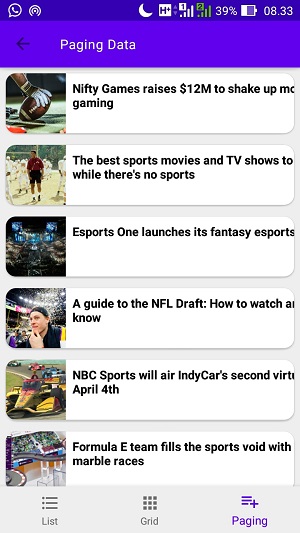 H+ 1 2 39% 08.33
Paging Data
Nifty Games raises $12M to shake up mo
gaming
The best sports movies and TV shows to
while there's no sports
Esports One launches its fantasy esports
A guide to the NFL Draft: How to watch an
know
NBC Sports will air IndyCar's second virtu
April 4th
Formula E team fills the sports void with
marble races
List Grid Paging